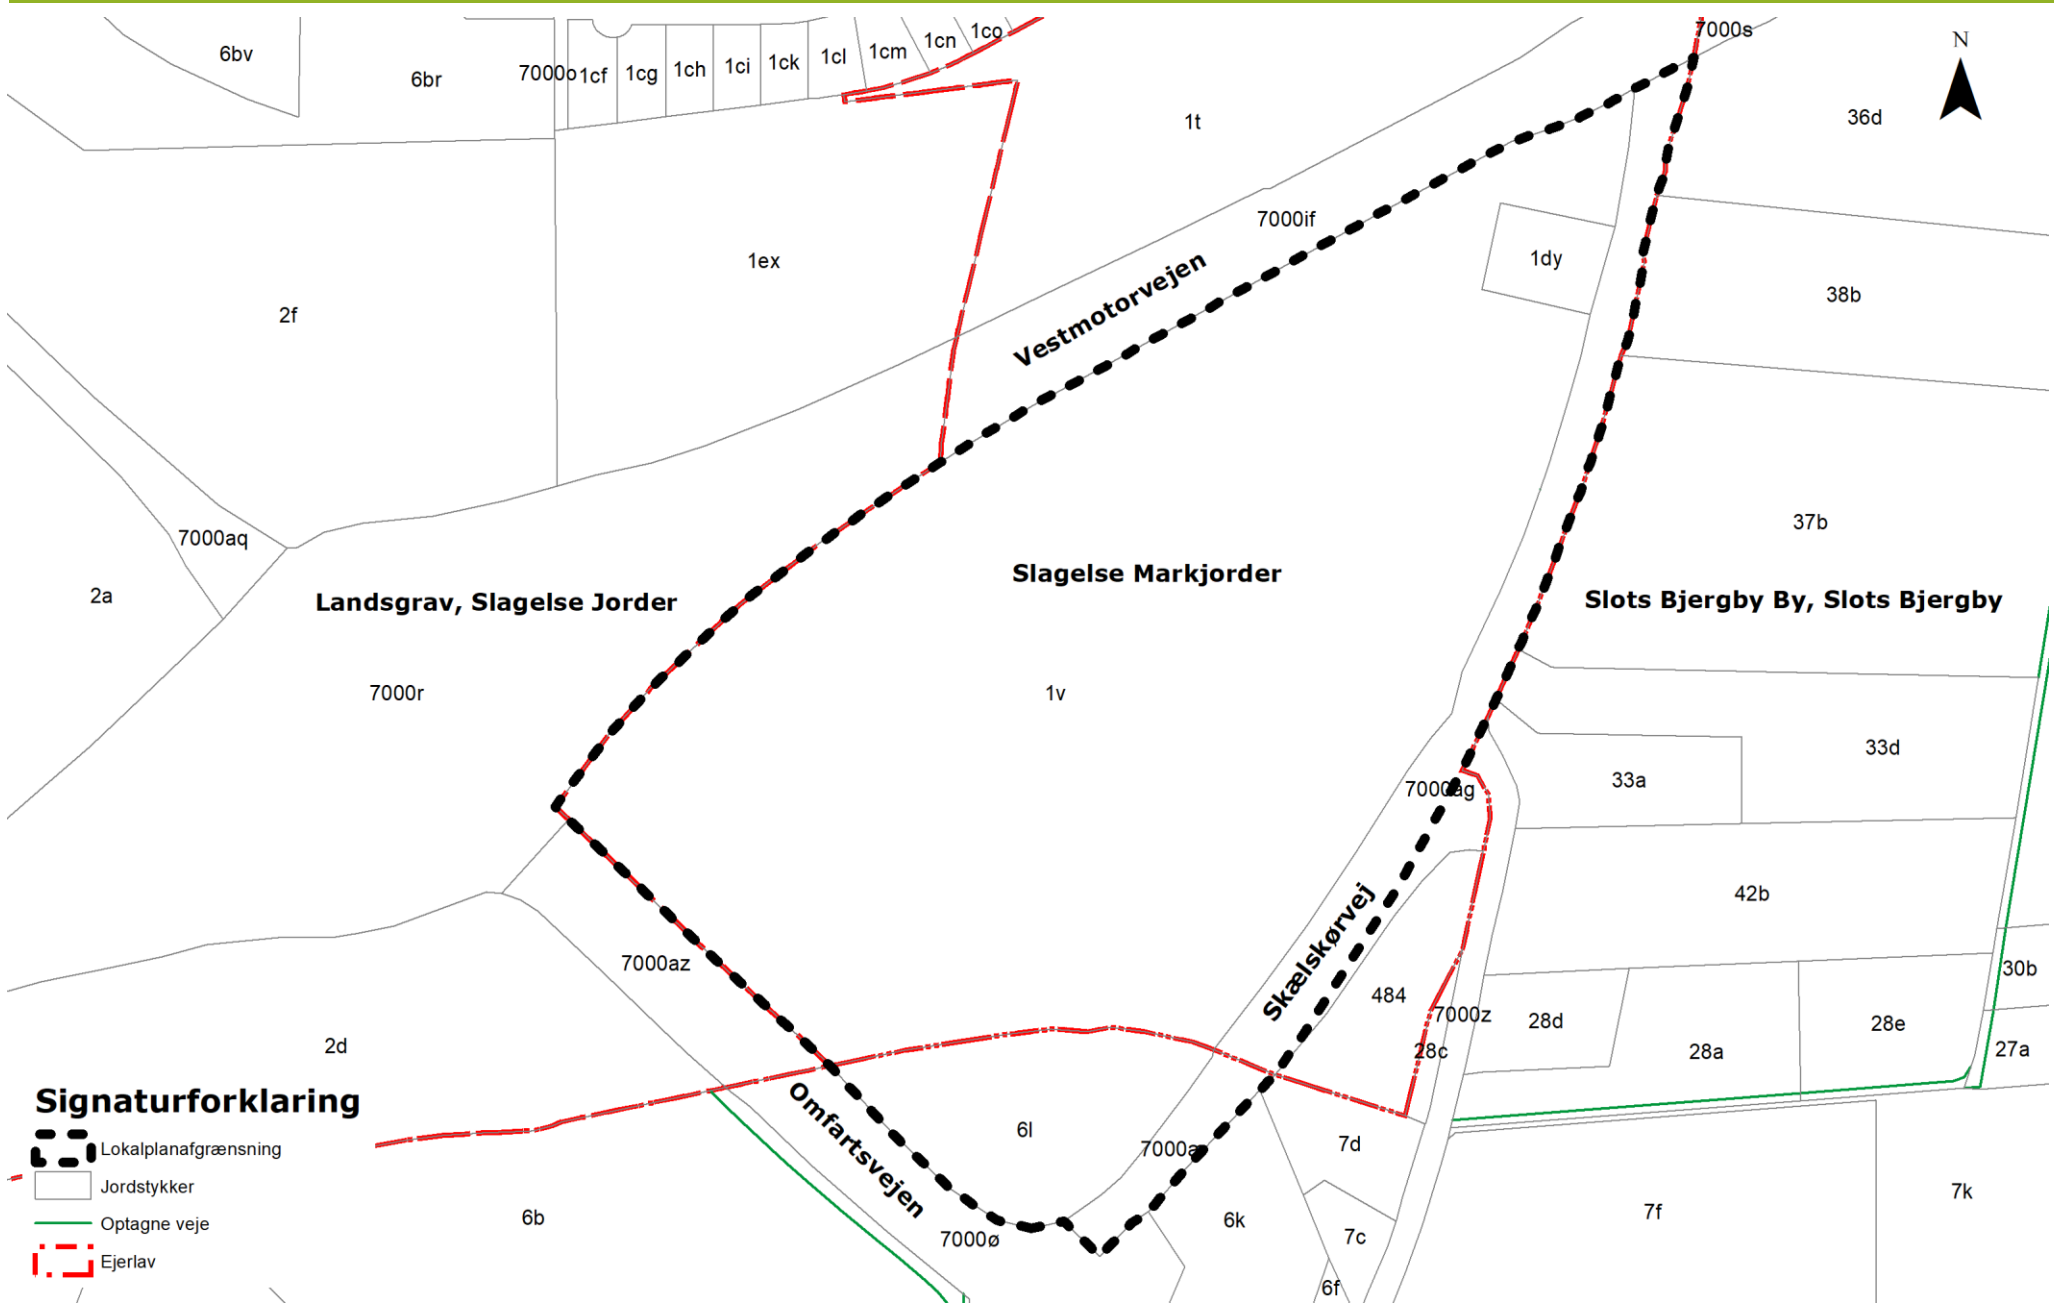 7000s
1co
1cn
1cm
1cl
1ck
1ci
1ch
1cg
1cf
7000o
6br
6bv
N
36d
1t
7000if
1dy
1ex
38b
2f
Vestmotorvejen
37b
7000aq
Slagelse Markjorder
2a
Landsgrav, Slagelse Jorder
Slots Bjergby By, Slots Bjergby
7000r
1v
33d
33a
7000ag
42b
Skælskørvej
7000az
30b
484
7000z
28d
28e
28c
28a
27a
2d
Omfartsvejen
6l
7d
7000a
7k
7f
6b
6k
7c
7000ø
6f
Signaturforklaring
Lokalplanafgrænsning
Jordstykker
Optagne veje
Ejerlav